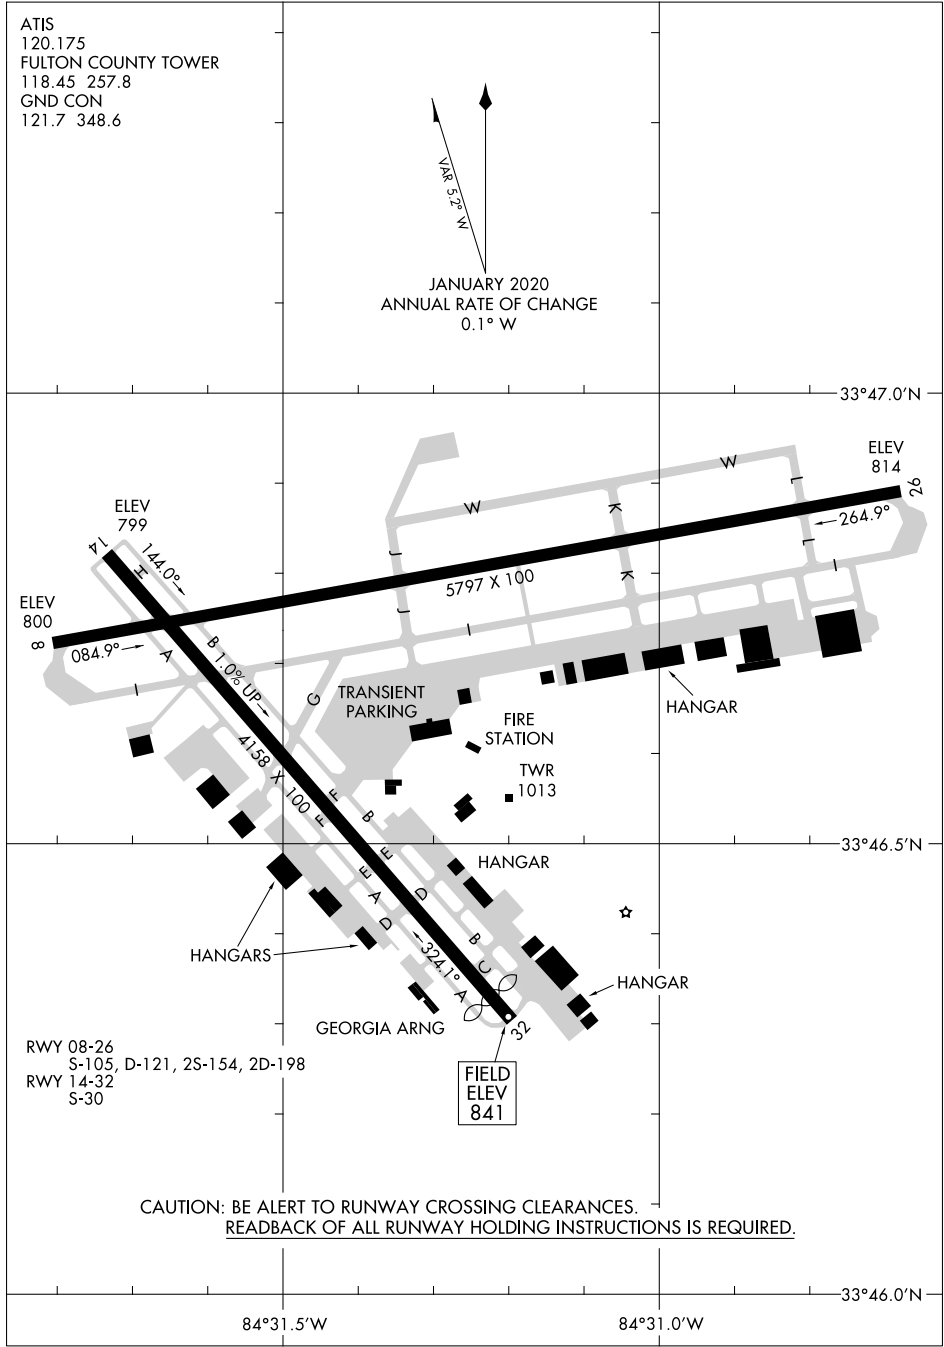 ATIS
120.175
FULTON COUNTY TOWER
118.45 257.8
GND CON
121.7 348.6
VAR 5.2° W
JANUARY 2020
ANNUAL RATE OF CHANGE
0.1° W
33°47.0'N
ELEV
814
26
264.9°
W
W
L
K
J
L
K
I
J
I
5797 X 100
ELEV
799
14
144.0°
H
ELEV
800
8
084.9°
A
B
1.0% UP
I
G
4158 X 100
TRANSIENT
PARKING
HANGAR
FIRE
STATION
TWR
1013
F
F
B
33°46.5'N
E
E
HANGAR
A
D
D
B
C
324.1°
A
HANGARS
HANGAR
GEORGIA ARNG
32
RWY 08-26
S-105, D-121, 2S-154, 2D-198
RWY 14-32
S-30
FIELD
ELEV
841
CAUTION: BE ALERT TO RUNWAY CROSSING CLEARANCES.
READBACK OF ALL RUNWAY HOLDING INSTRUCTIONS IS REQUIRED.
33°46.0'N
84°31.5'W
84°31.0'W